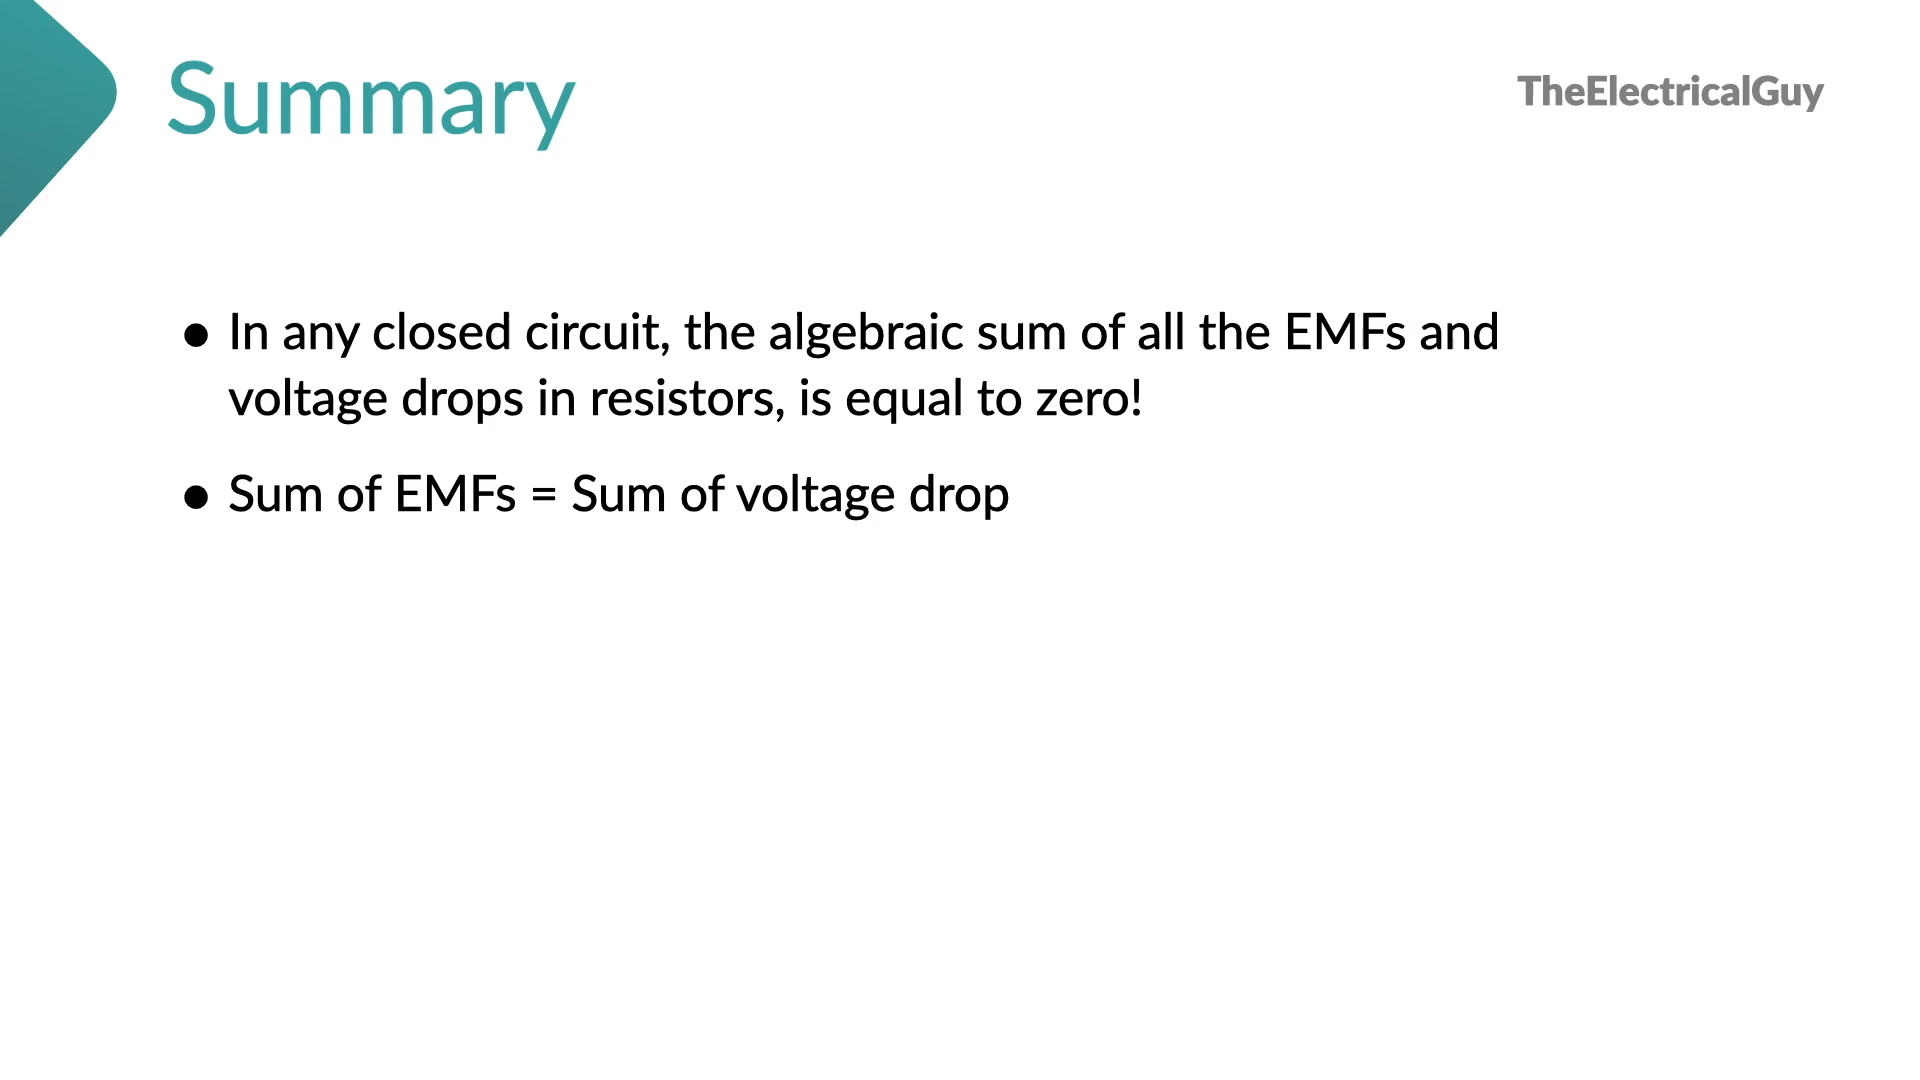 Summary
TheElectricalGuy
● In any closed circuit, the algebraic sum of all the EMFs and
voltage drops in resistors, is equal to zero!
● Sum of EMFs = Sum of voltage drop